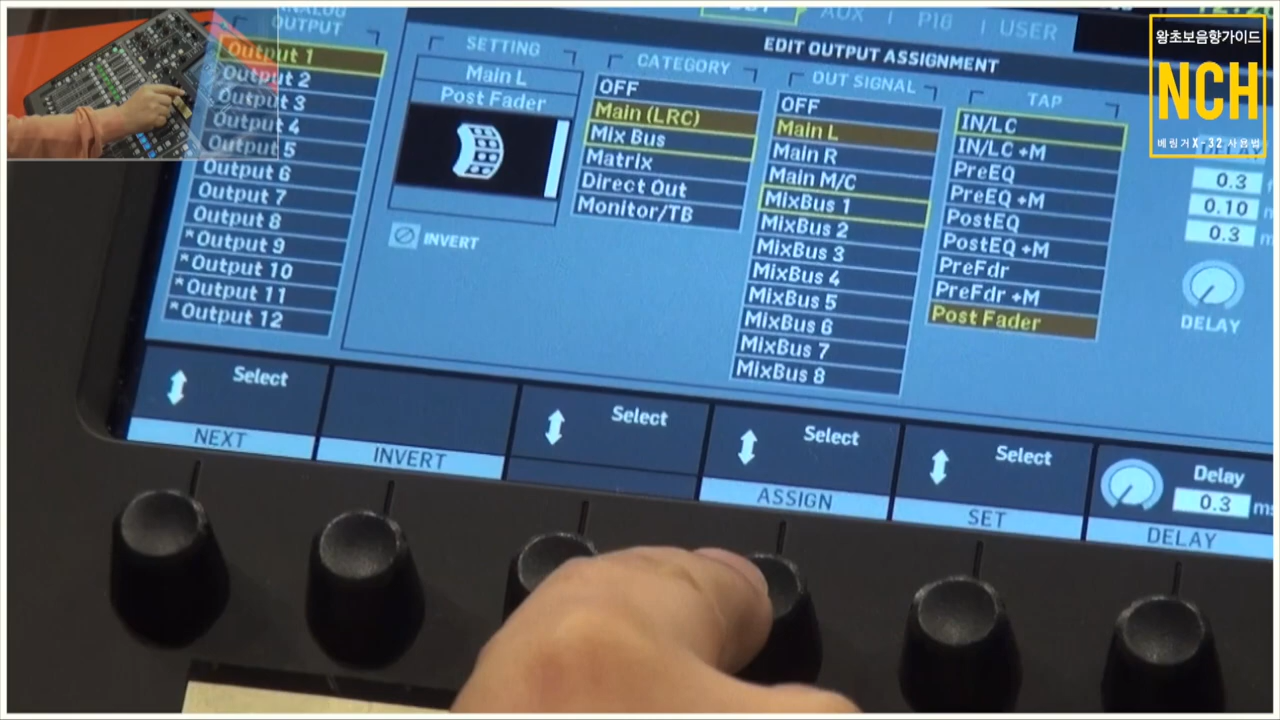 왕초보음향가이드
NCH
베링거X-32 사용법
OUT
AUX
P16
USER
EDIT OUTPUT ASSIGNMENT
ANALOG
OUTPUT
Output 1
Output 2
Output 3
Output 4
Output 5
Output 6
Output 7
Output 8
*Output 9
*Output 10
*Output 11
*Output 12
SETTING
Main L
Post Fader
INVERT
CATEGORY
OFF
Main (LRC)
Mix Bus
Matrix
Direct Out
Monitor/TB
OUT SIGNAL
OFF
Main L
Main R
Main M/C
MixBus 1
MixBus 2
MixBus 3
MixBus 4
MixBus 5
MixBus 6
MixBus 7
MixBus 8
TAP
IN/LC
IN/LC +M
PreEQ
PreEQ +M
PostEQ
PostEQ +M
PreFdr
PreFdr +M
Post Fader
DELAY
0.3
0.10
0.3
DELAY
Select
NEXT
INVERT
Select
Select
ASSIGN
Select
SET
Delay
0.3 ms
DELAY